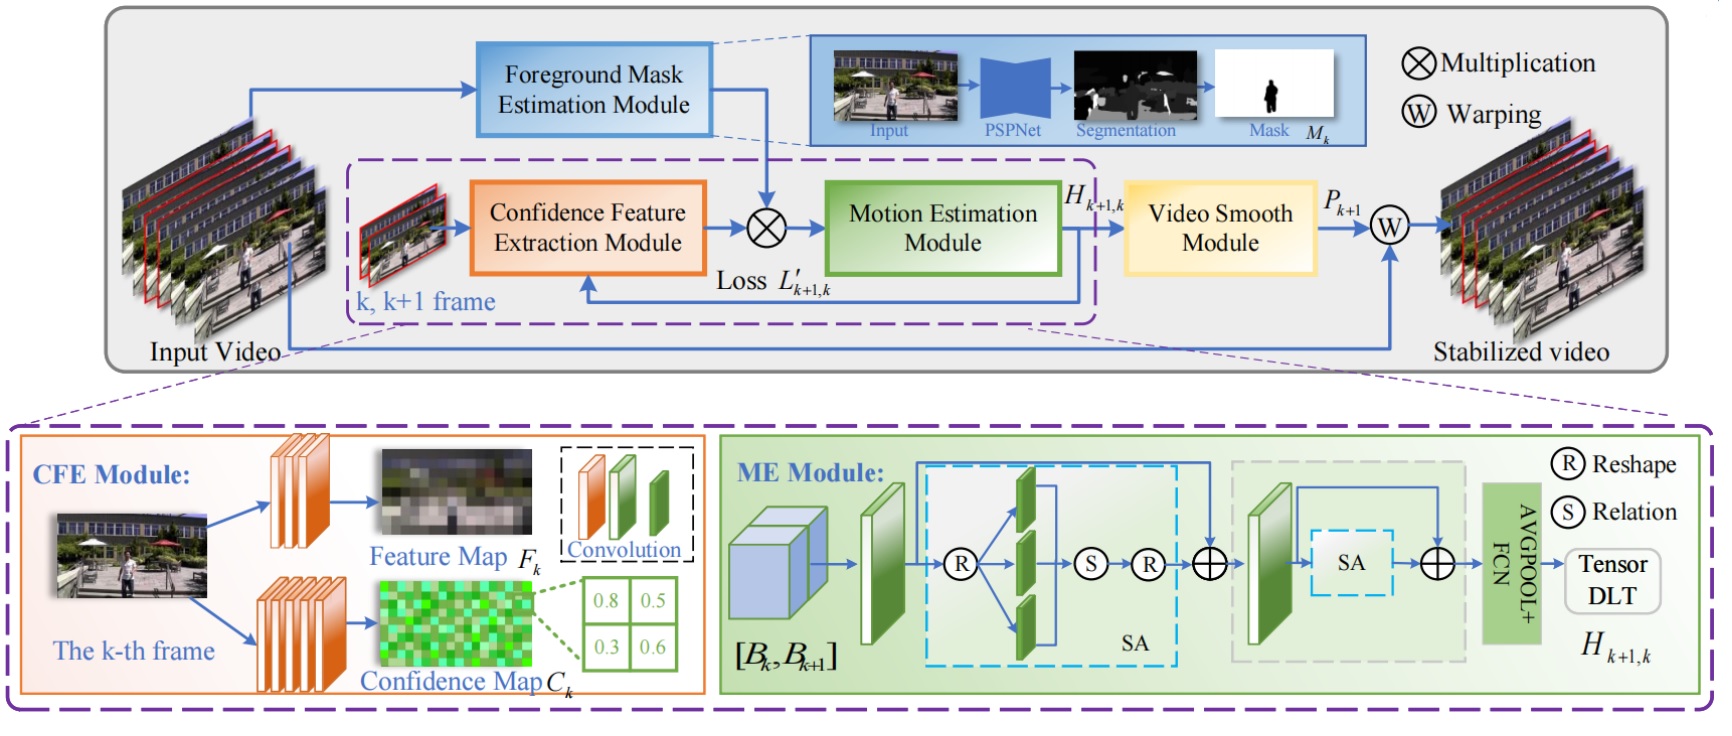 Foreground Mask
Estimation Module
Input
PSPNet
Segmentation
Mask M_k
Multiplication
W Warping
Confidence Feature
Extraction Module
Loss L'_{k+1,k}
Motion Estimation
Module
H_{k+1,k}
Video Smooth
Module
P_{k+1}
W
k, k+1 frame
Input Video
Stabilized video
CFE Module:
Feature Map F_k
Convolution
The k-th frame
Confidence Map C_k
0.8 0.5
0.3 0.6
ME Module:
[B_k, B_{k+1}]
R
S
R
SA
SA
AVGPOOL+
FCN
R Reshape
S Relation
Tensor
DLT
H_{k+1,k}